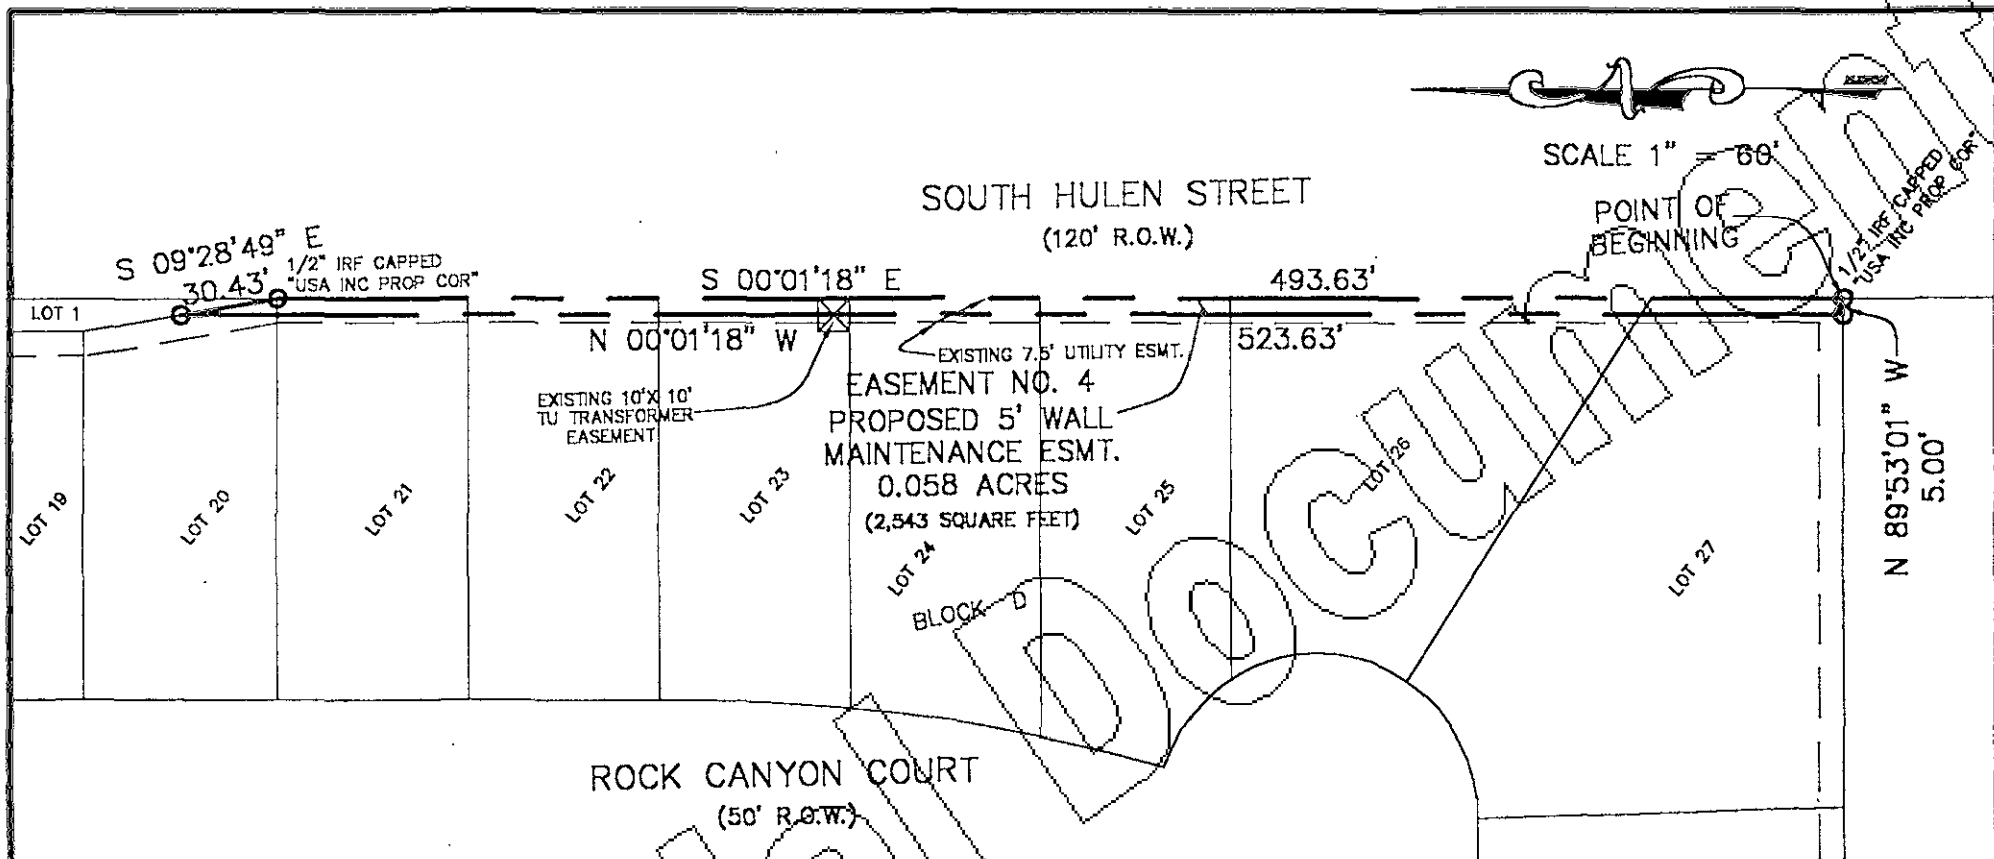 SCALE 1" = 60'
SOUTH HULEN STREET
(120' R.O.W.)
POINT OF
BEGINNING
1/2" IRF CAPPED
"USA INC PROP COR"
S 09°28'49" E
30.43'
1/2" IRF CAPPED
"USA INC PROP COR"
S 00°01'18" E
493.63'
LOT 1
N 00°01'18" W
523.63'
EXISTING 7.5' UTILITY ESMT.
EXISTING 10'X 10'
TU TRANSFORMER
EASEMENT
EASEMENT NO. 4
PROPOSED 5' WALL
MAINTENANCE ESMT.
0.058 ACRES
(2,543 SQUARE FEET)
N 89°53'01" W
5.00'
LOT 19
LOT 20
LOT 21
LOT 22
LOT 23
LOT 24
LOT 25
LOT 26
LOT 27
BLOCK D
ROCK CANYON COURT
(50' R.O.W.)
Document